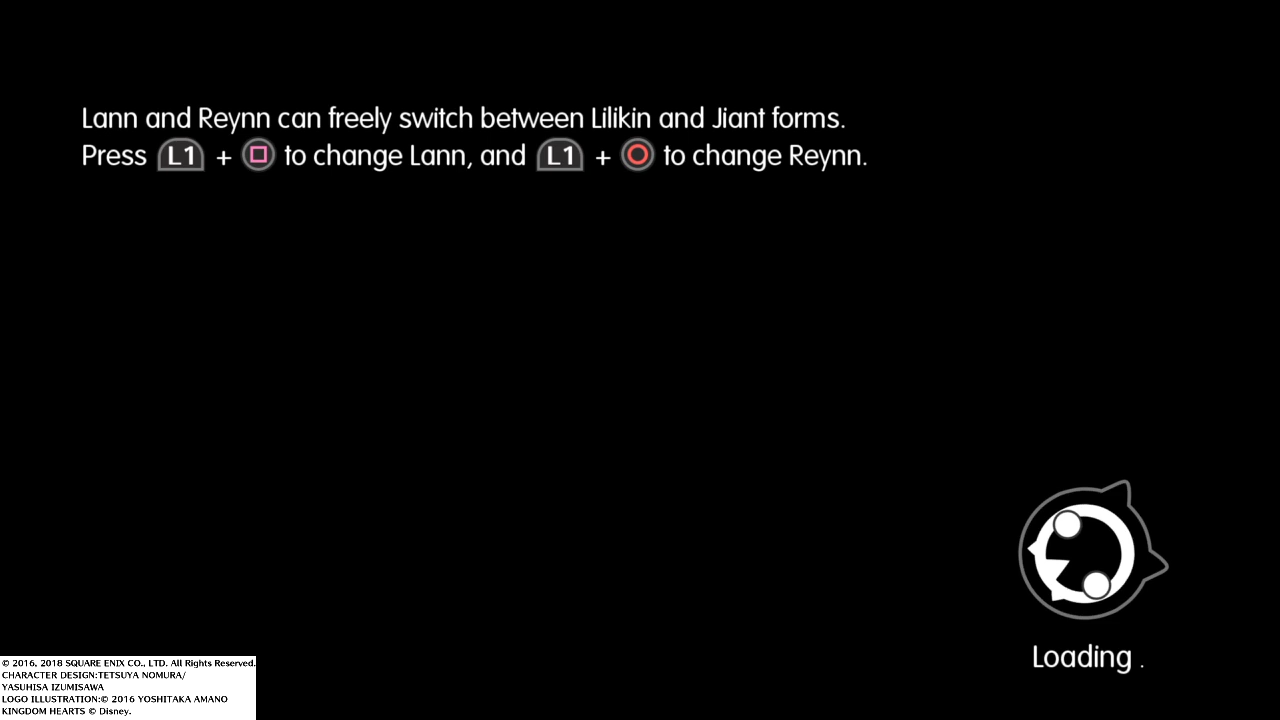 Lann and Reynn can freely switch between Lilikin and Jiant forms.
Press L1 + □ to change Lann, and L1 + ○ to change Reynn.
Loading .
© 2016, 2018 SQUARE ENIX CO., LTD. All Rights Reserved.
CHARACTER DESIGN:TETSUYA NOMURA/
YASUHISA IZUMISAWA
LOGO ILLUSTRATION:© 2016 YOSHITAKA AMANO
KINGDOM HEARTS © Disney.